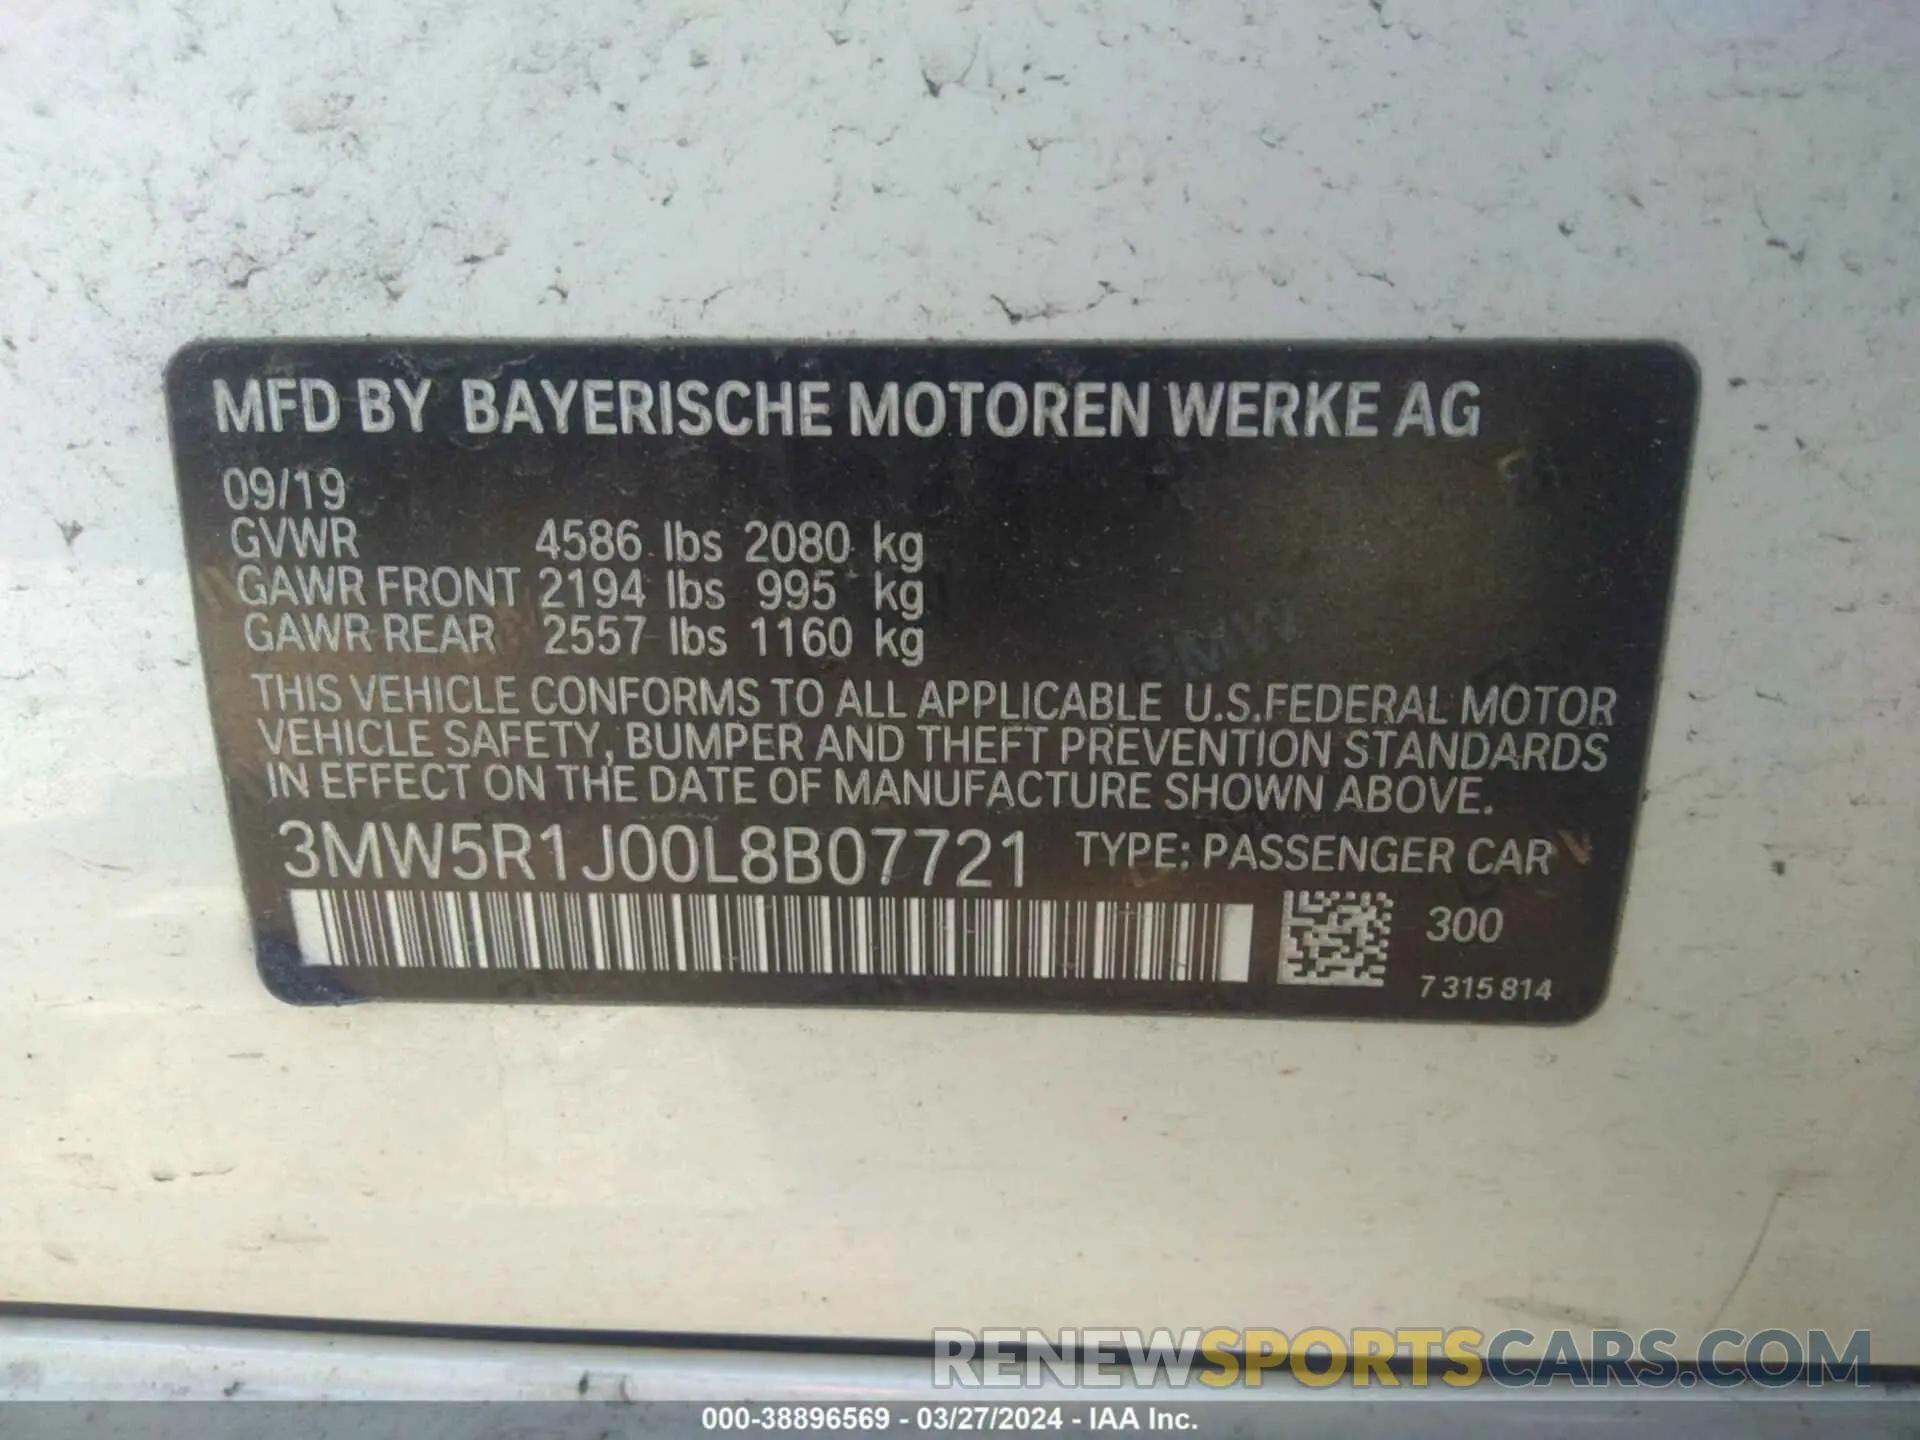 MFD BY BAYERISCHE MOTOREN WERKE AG
09/19
GVWR 4586 lbs 2080 kg
GAWR FRONT 2194 lbs 995 kg
GAWR REAR 2557 lbs 1160 kg
THIS VEHICLE CONFORMS TO ALL APPLICABLE U.S.FEDERAL MOTOR
VEHICLE SAFETY, BUMPER AND THEFT PREVENTION STANDARDS
IN EFFECT ON THE DATE OF MANUFACTURE SHOWN ABOVE.
3MW5R1J00L8B07721 TYPE: PASSENGER CAR
300
7 315 814
RENEWSPORTSCARS.COM
000-38896569 - 03/27/2024 - IAA Inc.